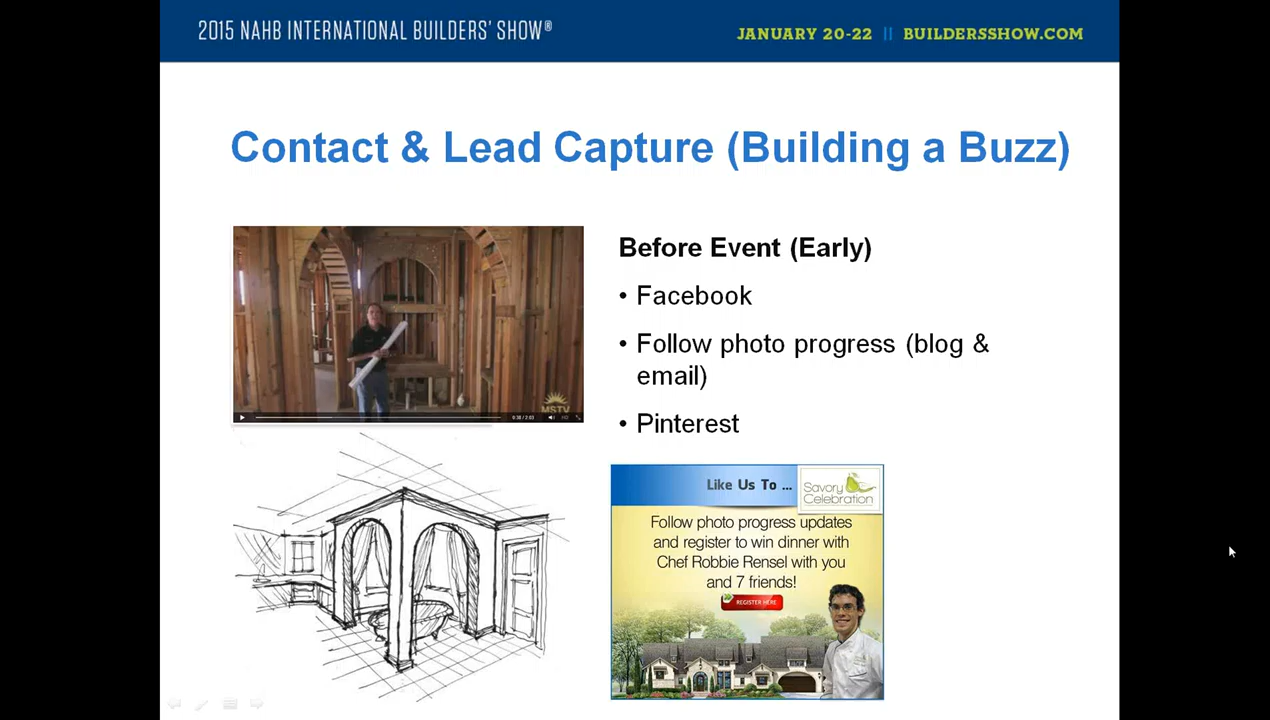 2015 NAHB INTERNATIONAL BUILDERS' SHOW®
JANUARY 20-22 || BUILDERSSHOW.COM
Contact & Lead Capture (Building a Buzz)
Before Event (Early)
• Facebook
• Follow photo progress (blog &
email)
• Pinterest
MSTV
Like Us To ...
Savory
Celebration
Follow photo progress updates
and register to win dinner with
Chef Robbie Rensel with you
and 7 friends!
REGISTER HERE